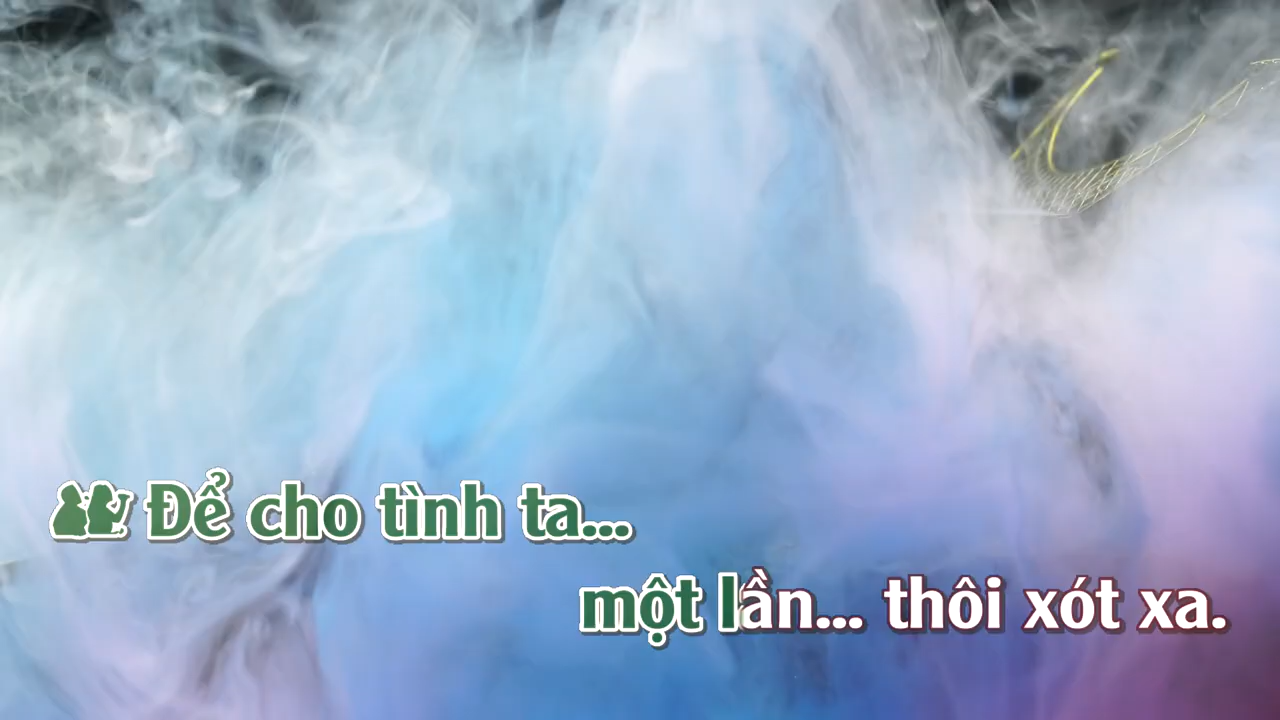 Để cho tình ta...
một lần... thôi xót xa.